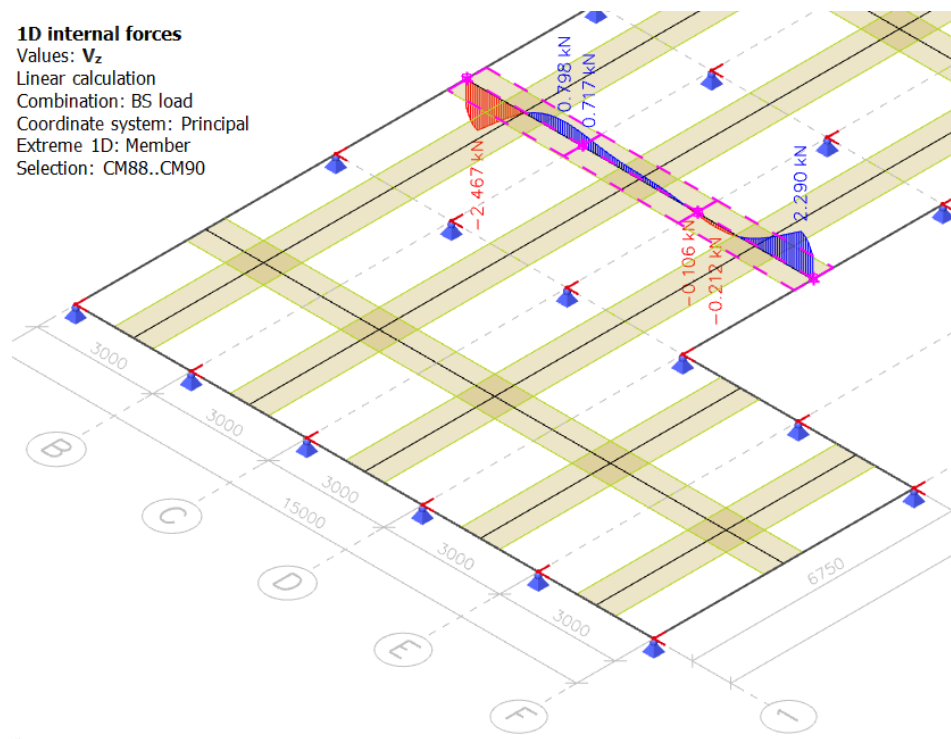 1D internal forces
Values: Vz
Linear calculation
Combination: BS load
Coordinate system: Principal
Extreme 1D: Member
Selection: CM88..CM90
0.798 kN
0.717 kN
-2.467 kN
2.290 kN
-0.106 kN
-0.212 kN
3000
B
3000
C
15000
3000
D
3000
E
3000
F
6750
1